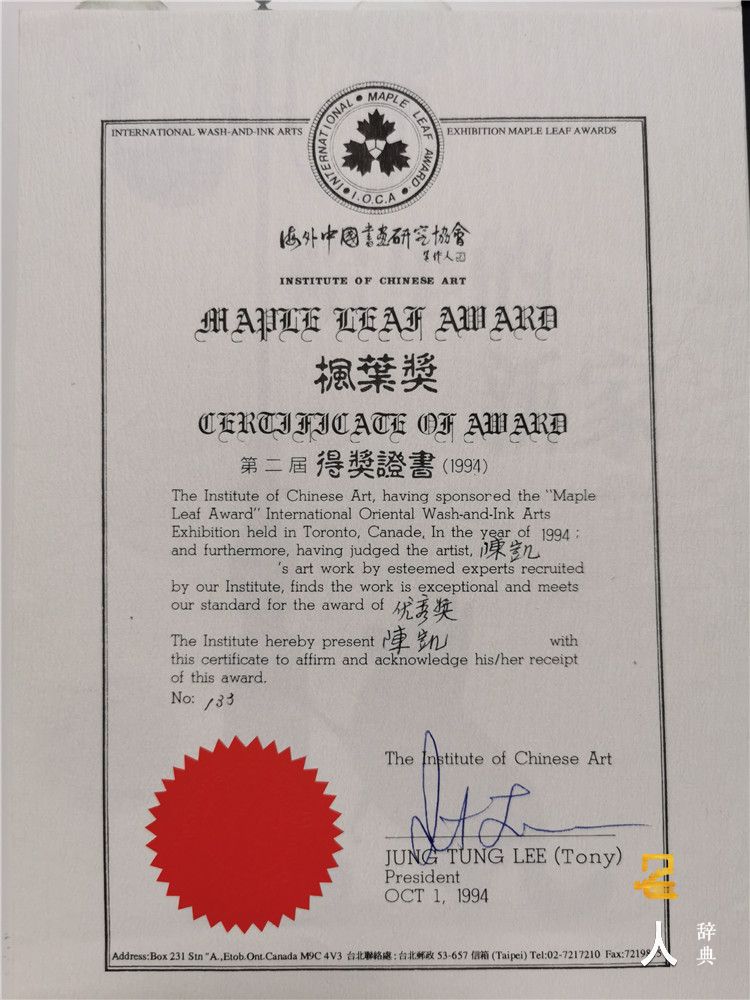 INTERNATIONAL WASH-AND-INK ARTS
INTERNATIONAL • MAPLE LEAF AWARD • I.O.C.A •
EXHIBITION MAPLE LEAF AWARDS
海外中國書畫研究協會
INSTITUTE OF CHINESE ART
MAPLE LEAF AWARD
楓葉獎
CERTIFICATE OF AWARD
第二届 得獎證書 (1994)
The Institute of Chinese Art, having sponsored the "Maple
Leaf Award" International Oriental Wash-and-Ink Arts
Exhibition held in Toronto, Canade, In the year of 1994 ;
and furthermore, having judged the artist, 陳凱
's art work by esteemed experts recruited
by our Institute, finds the work is exceptional and meets
our standard for the award of 优秀奖
The Institute hereby present 陳凱 with
this certificate to affirm and acknowledge his/her receipt
of this award.
No: 133
The Institute of Chinese Art
JUNG TUNG LEE (Tony)
President
OCT 1, 1994
Address:Box 231 Stn "A.,Etob.Ont.Canada M9C 4V3 台北聯絡處:台北郵政 53-657 信箱 (Taipei) Tel:02-7217210 Fax:
名人
辞典